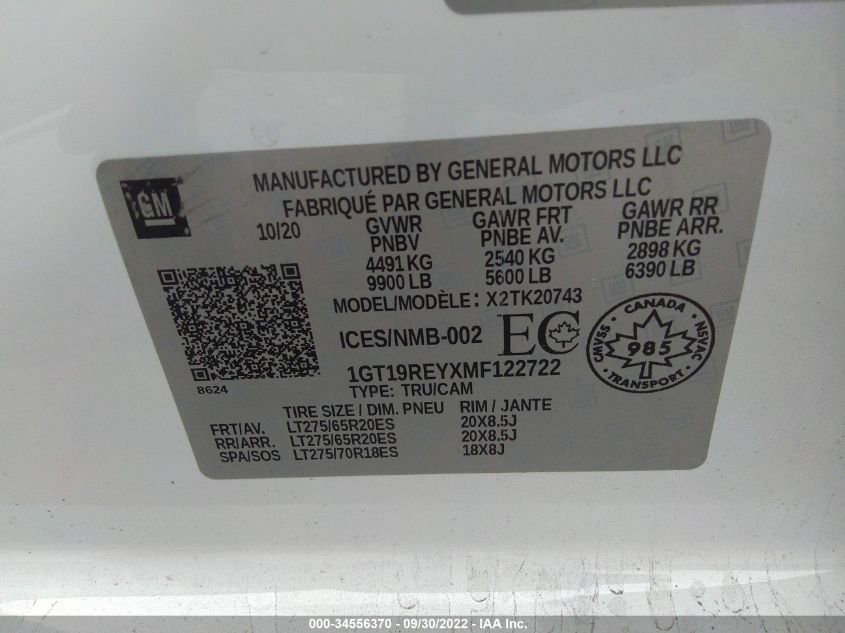 MANUFACTURED BY GENERAL MOTORS LLC
FABRIQUÉ PAR GENERAL MOTORS LLC
GM
10/20
GVWR
PNBV
4491 KG
9900 LB
GAWR FRT
PNBE AV.
2540 KG
5600 LB
GAWR RR
PNBE ARR.
2898 KG
6390 LB
MODEL/MODÈLE: X2TK20743
ICES/NMB-002 EC
CANADA
CMVSS
985
NSVAC
TRANSPORT
1GT19REYXMF122722
8624
TYPE: TRU/CAM
TIRE SIZE / DIM. PNEU RIM / JANTE
FRT/AV. LT275/65R20ES 20X8.5J
RR/ARR. LT275/65R20ES 20X8.5J
SPA/SOS LT275/70R18ES 18X8J
000-34556370 - 09/30/2022 - IAA Inc.